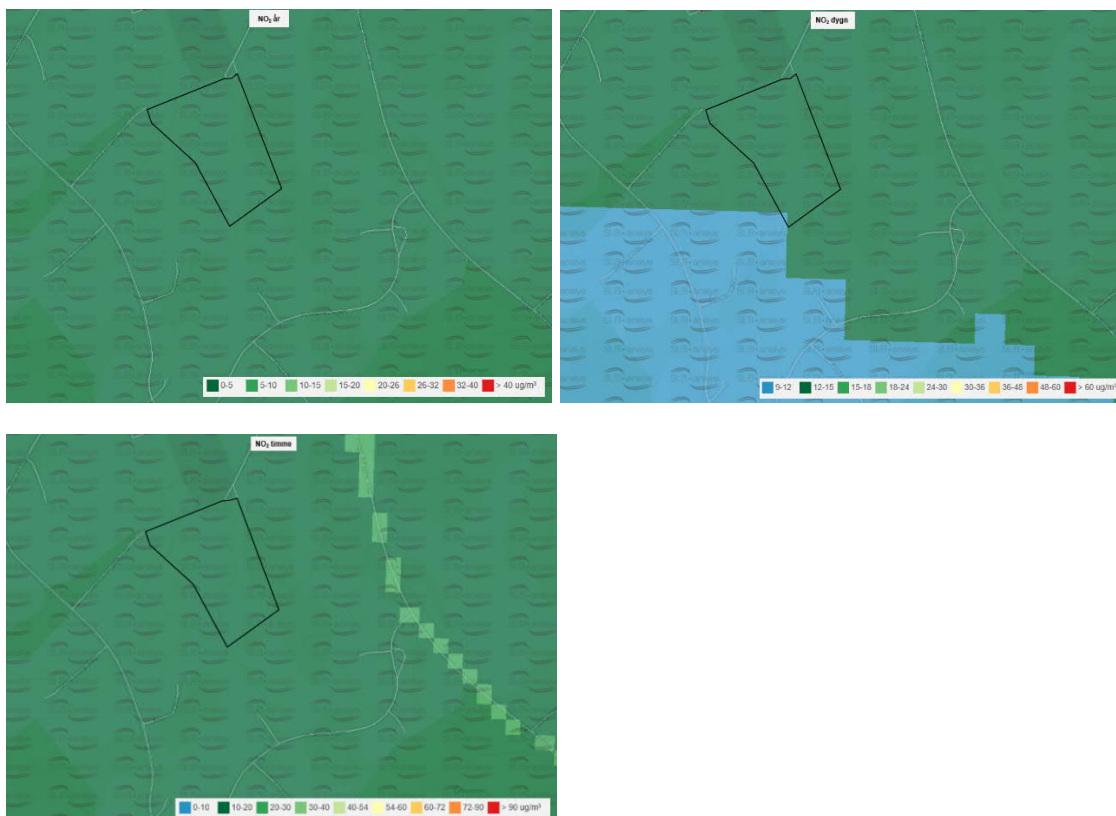 NO₂ år
0-5 5-10 10-15 15-20 20-26 26-32 32-40 > 40 ug/m³
NO₂ dygn
9-12 12-15 15-18 18-24 24-30 30-36 36-48 48-60 > 60 ug/m³
NO₂ timme
0-10 10-20 20-30 30-40 40-54 54-60 60-72 72-90 > 90 ug/m³